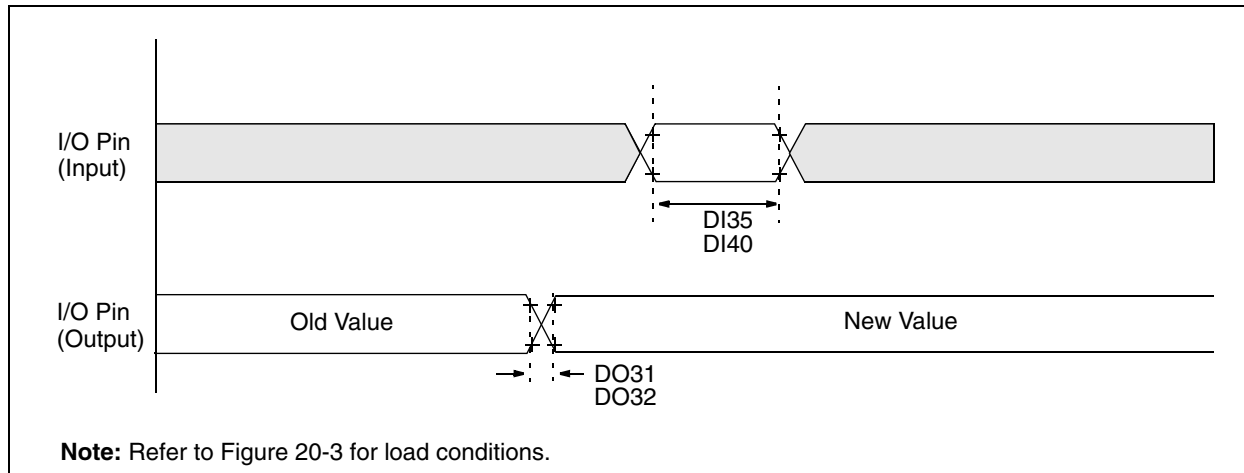 I/O Pin
(Input)
DI35
DI40
I/O Pin
(Output)
Old Value
New Value
DO31
DO32
Note: Refer to Figure 20-3 for load conditions.